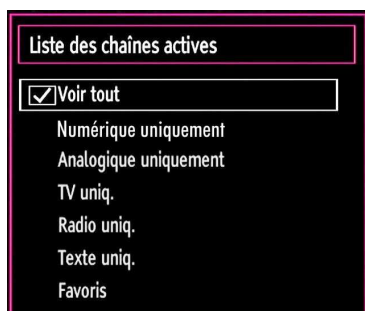 Liste des chaînes actives
Voir tout
Numérique uniquement
Analogique uniquement
TV uniq.
Radio uniq.
Texte uniq.
Favoris